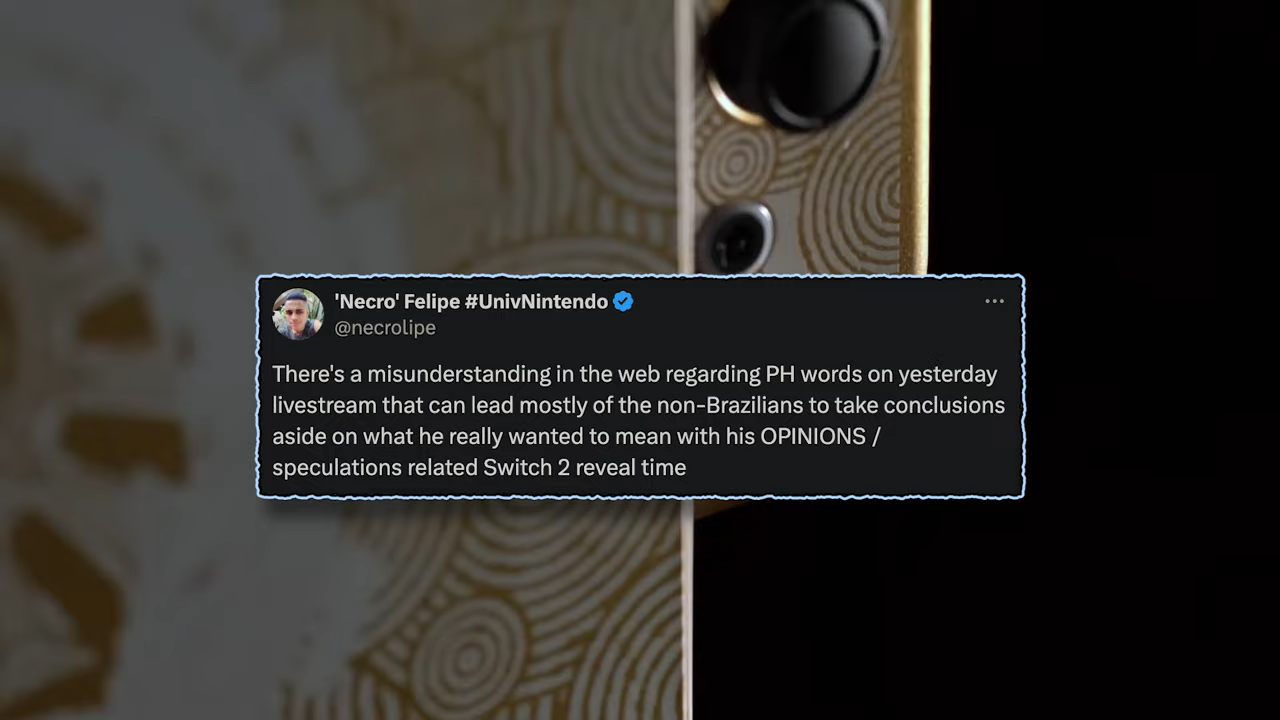 'Necro' Felipe #UnivNintendo
@necrolipe
There's a misunderstanding in the web regarding PH words on yesterday
livestream that can lead mostly of the non-Brazilians to take conclusions
aside on what he really wanted to mean with his OPINIONS /
speculations related Switch 2 reveal time